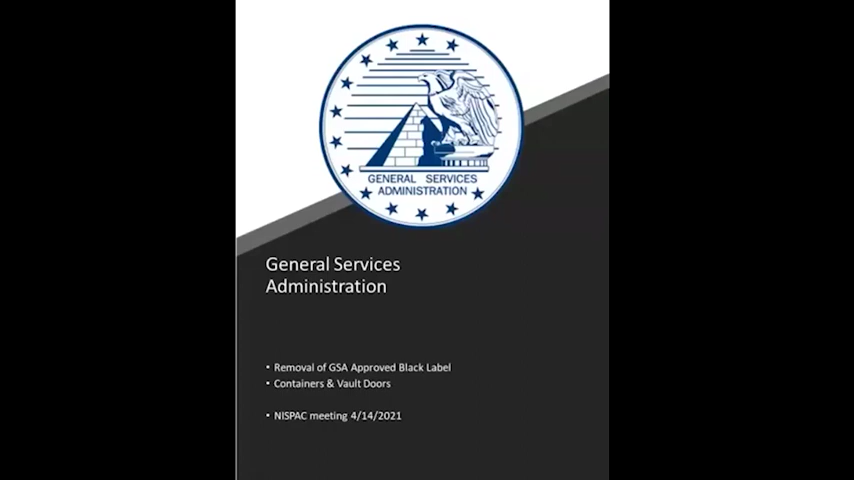 GENERAL SERVICES
ADMINISTRATION
General Services
Administration
• Removal of GSA Approved Black Label
• Containers & Vault Doors
• NISPAC meeting 4/14/2021